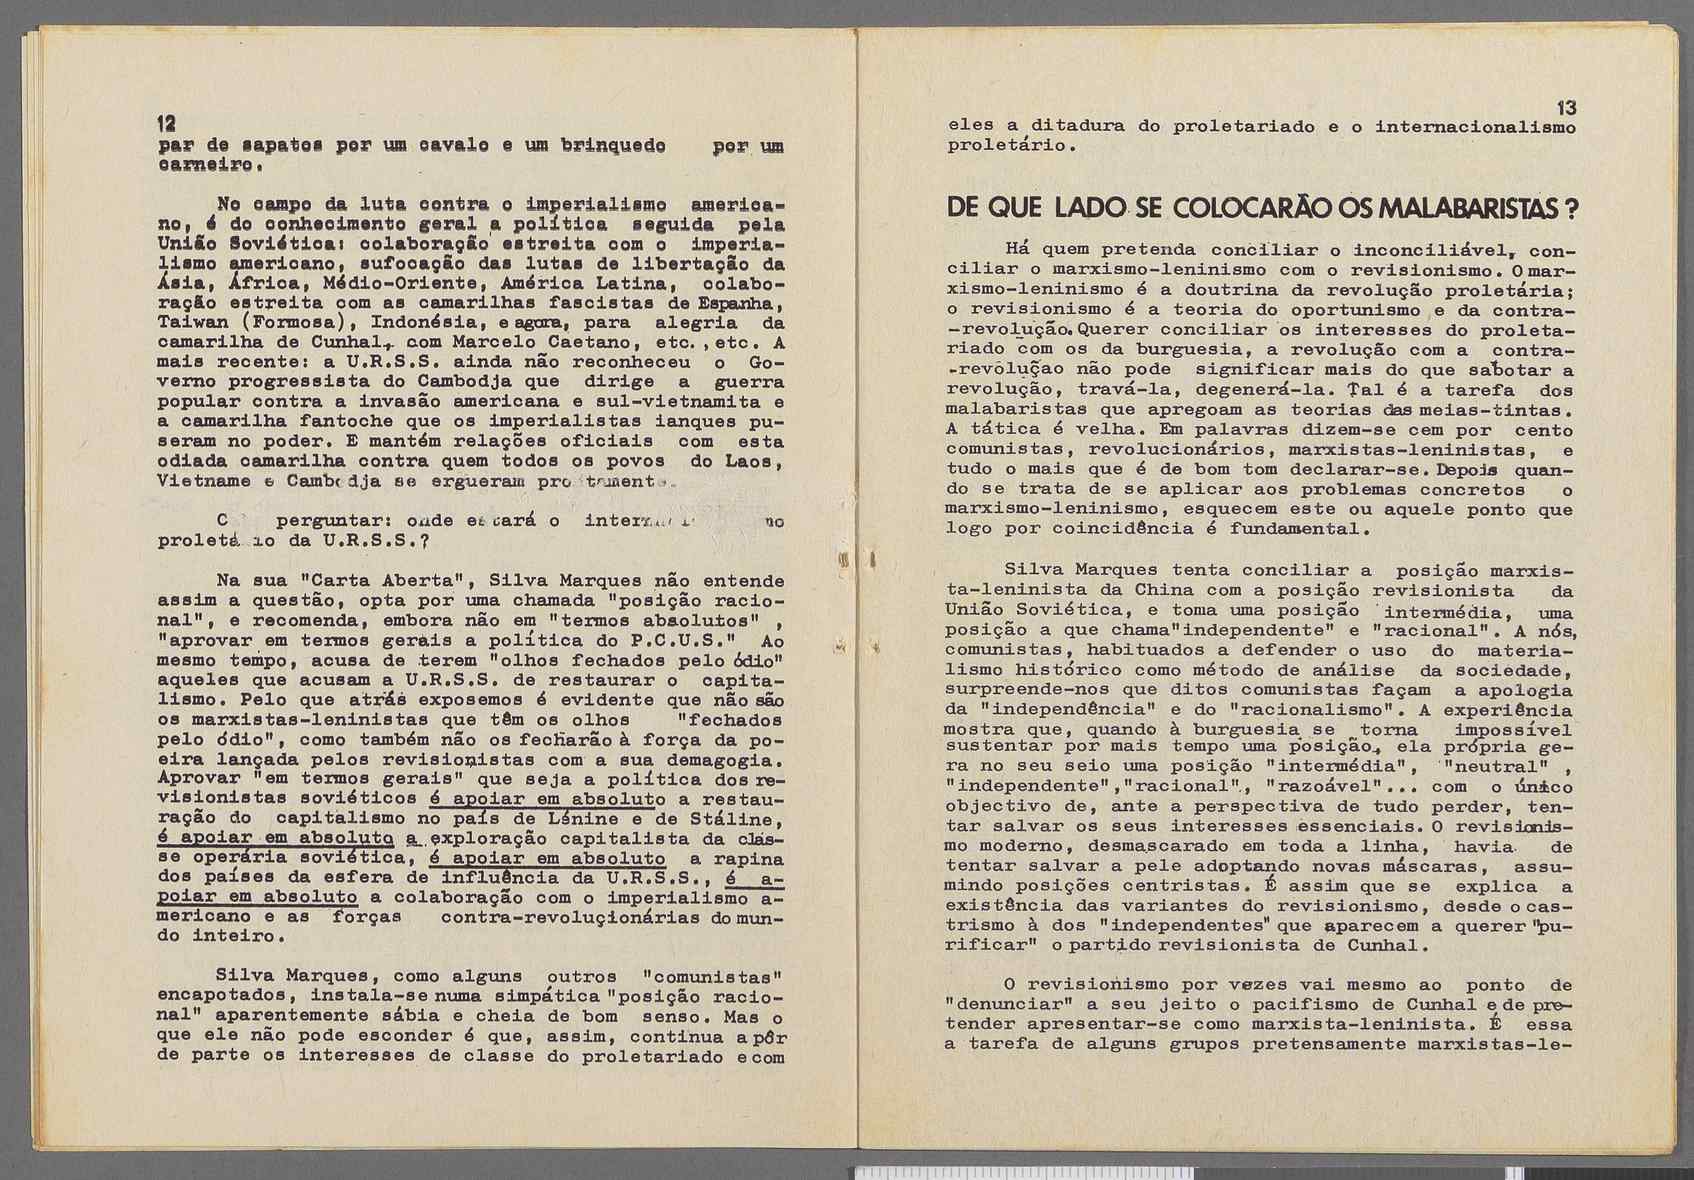 12
par de sapatos por um cavalo e um brinquedo por um
carneiro.
No campo da luta contra o imperialismo america-
no, é do conhecimento geral a política seguida pela
União Soviética: colaboração estreita com o imperia-
lismo americano, sufocação das lutas de libertação da
Ásia, África, Médio-Oriente, América Latina, colabo-
ração estreita com as camarilhas fascistas de Espanha,
Taiwan (Formosa), Indonésia, e agora, para alegria da
camarilha de Cunhal, com Marcelo Caetano, etc., etc. A
mais recente: a U.R.S.S. ainda não reconheceu o Go-
verno progressista do Cambodja que dirige a guerra
popular contra a invasão americana e sul-vietnamita e
a camarilha fantoche que os imperialistas ianques pu-
seram no poder. E mantém relações oficiais com esta
odiada camarilha contra quem todos os povos do Laos,
Vietname e Cambodja se ergueram
perguntar: onde estará o
da U.R.S.S.?
Na sua "Carta Aberta", Silva Marques não entende
assim a questão, opta por uma chamada "posição racio-
nal", e recomenda, embora não em "termos absolutos" ,
"aprovar em termos gerais a política do P.C.U.S." Ao
mesmo tempo, acusa de terem "olhos fechados pelo ódio"
aqueles que acusam a U.R.S.S. de restaurar o capita-
lismo. Pelo que atrás exposemos é evidente que não são
os marxistas-leninistas que têm os olhos "fechados
pelo ódio", como também não os fecharão à força da po-
eira lançada pelos revisionistas com a sua demagogia.
Aprovar "em termos gerais" que seja a política dos re-
visionistas soviéticos é apoiar em absoluto a restau-
ração do capitalismo no país de Lénine e de Stáline,
é apoiar em absoluto a exploração capitalista da clas-
se operária soviética, é apoiar em absoluto a rapina
dos países da esfera de influência da U.R.S.S., é a-
poiar em absoluto a colaboração com o imperialismo a-
mericano e as forças contra-revoluçionárias do mun-
do inteiro.
Silva Marques, como alguns outros "comunistas"
encapotados, instala-se numa simpática "posição racio-
nal" aparentemente sábia e cheia de bom senso. Mas o
que ele não pode esconder é que, assim, continua a pôr
de parte os interesses de classe do proletariado e com
13
eles a ditadura do proletariado e o internacionalismo
proletário.
DE QUE LADO SE COLOCARÃO OS MALABARISTAS ?
Há quem pretenda conciliar o inconciliável, con-
ciliar o marxismo-leninismo com o revisionismo. O mar-
xismo-leninismo é a doutrina da revolução proletária;
o revisionismo é a teoria do oportunismo e da contra-
-revolução. Querer conciliar os interesses do proleta-
riado com os da burguesia, a revolução com a contra-
-revolução não pode significar mais do que sabotar a
revolução, travá-la, degenerá-la. Tal é a tarefa dos
malabaristas que apregoam as teorias das meias-tintas.
A tática é velha. Em palavras dizem-se cem por cento
comunistas, revolucionários, marxistas-leninistas, e
tudo o mais que é de bom tom declarar-se. Depois quan-
do se trata de se aplicar aos problemas concretos o
marxismo-leninismo, esquecem este ou aquele ponto que
logo por coincidência é fundamental.
Silva Marques tenta conciliar a posição marxis-
ta-leninista da China com a posição revisionista da
União Soviética, e toma uma posição intermédia, uma
posição a que chama "independente" e "racional". A nós,
comunistas, habituados a defender o uso do materia-
lismo histórico como método de análise da sociedade,
surpreende-nos que ditos comunistas façam a apologia
da "independência" e do "racionalismo". A experiência
mostra que, quando à burguesia se torna impossível
sustentar por mais tempo uma posição, ela própria ge-
ra no seu seio uma posição "intermédia", "neutral" ,
"independente","racional", "razoável"... com o único
objectivo de, ante a perspectiva de tudo perder, ten-
tar salvar os seus interesses essenciais. O revisionis-
mo moderno, desmascarado em toda a linha, havia de
tentar salvar a pele adoptando novas máscaras, assu-
mindo posições centristas. É assim que se explica a
existência das variantes do revisionismo, desde o cas-
trismo à dos "independentes" que aparecem a querer "pu-
rificar" o partido revisionista de Cunhal.
O revisionismo por vezes vai mesmo ao ponto de
"denunciar" a seu jeito o pacifismo de Cunhal e de pre-
tender apresentar-se como marxista-leninista. É essa
a tarefa de alguns grupos pretensamente marxistas-le-